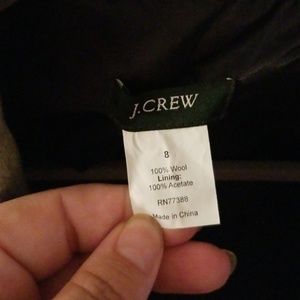 J.CREW
8
100% Wool
Lining:
100% Acetate
RN77388
Made in China